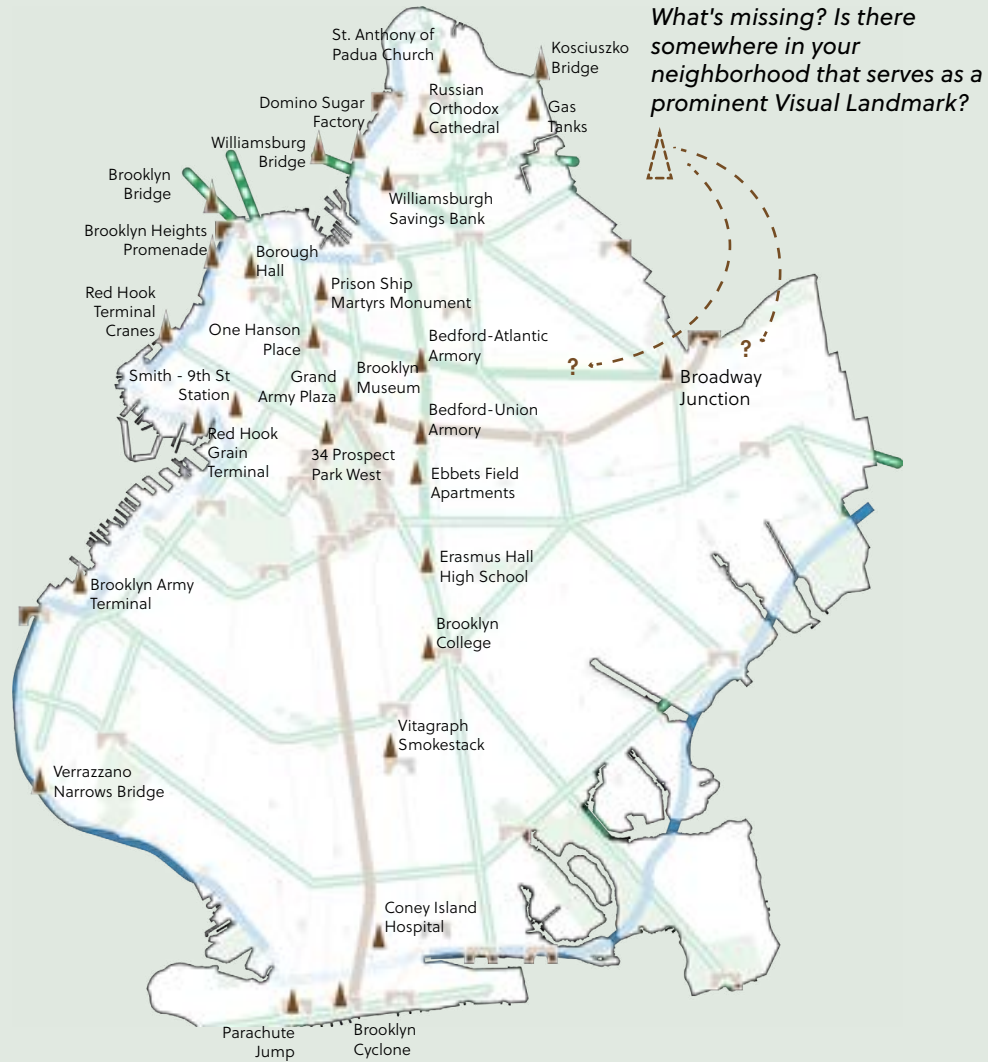 What's missing? Is there
somewhere in your
neighborhood that serves as a
prominent Visual Landmark?
St. Anthony of
Padua Church
Kosciuszko
Bridge
Russian
Orthodox
Cathedral
Gas
Tanks
Domino Sugar
Factory
Williamsburg
Bridge
Brooklyn
Bridge
Williamsburgh
Savings Bank
Brooklyn Heights
Promenade
Borough
Hall
Prison Ship
Martyrs Monument
Red Hook
Terminal
Cranes
One Hanson
Place
Bedford-Atlantic
Armory
?
?
Broadway
Junction
Smith - 9th St
Station
Grand
Army Plaza
Brooklyn
Museum
Bedford-Union
Armory
Red Hook
Grain
Terminal
34 Prospect
Park West
Ebbets Field
Apartments
Erasmus Hall
High School
Brooklyn Army
Terminal
Brooklyn
College
Vitagraph
Smokestack
Verrazzano
Narrows Bridge
Coney Island
Hospital
Parachute
Jump
Brooklyn
Cyclone